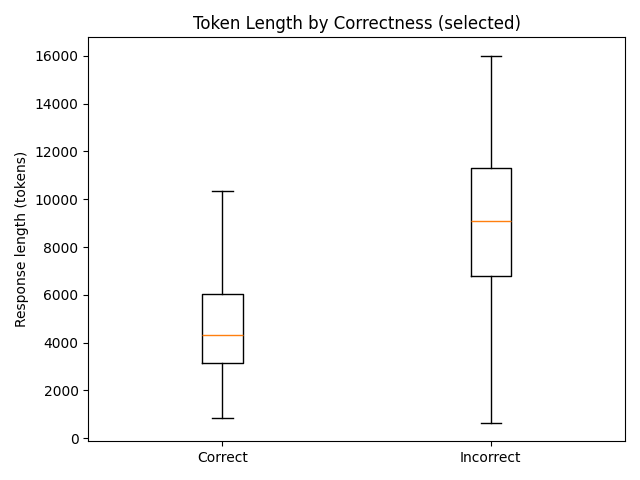 Token Length by Correctness (selected)
Response length (tokens)
16000
14000
12000
10000
8000
6000
4000
2000
0
Correct
Incorrect